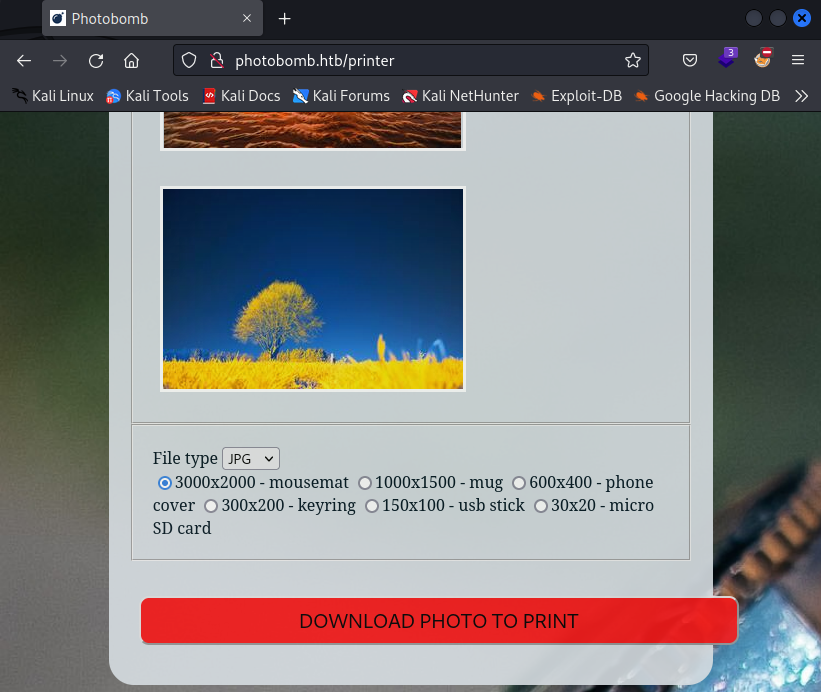 Photobomb
photobomb.htb/printer
3
Kali Linux Kali Tools Kali Docs Kali Forums Kali NetHunter Exploit-DB Google Hacking DB
File type JPG
3000x2000 - mousemat 1000x1500 - mug 600x400 - phone
cover 300x200 - keyring 150x100 - usb stick 30x20 - micro
SD card
DOWNLOAD PHOTO TO PRINT